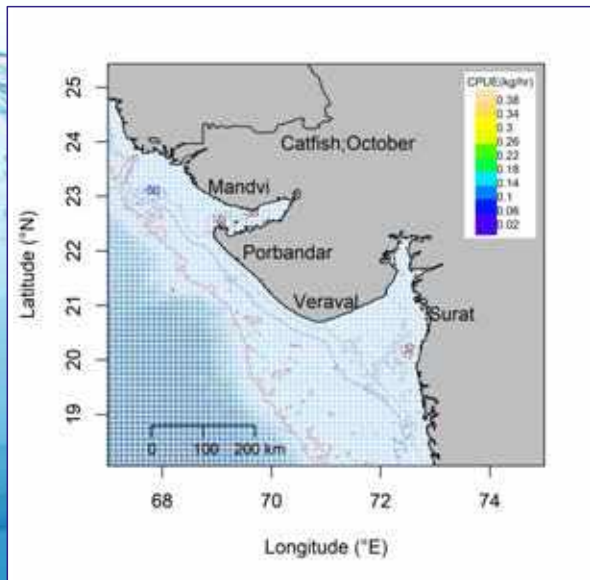 CPUE(kg/hr)
0.38
0.34
0.3
0.26
0.22
0.18
0.14
0.1
0.06
0.02
Catfish,October
Mandvi
Porbandar
Veraval
Surat
0 100 200 km
25
24
23
22
21
20
19
Latitude (°N)
68 70 72 74
Longitude (°E)